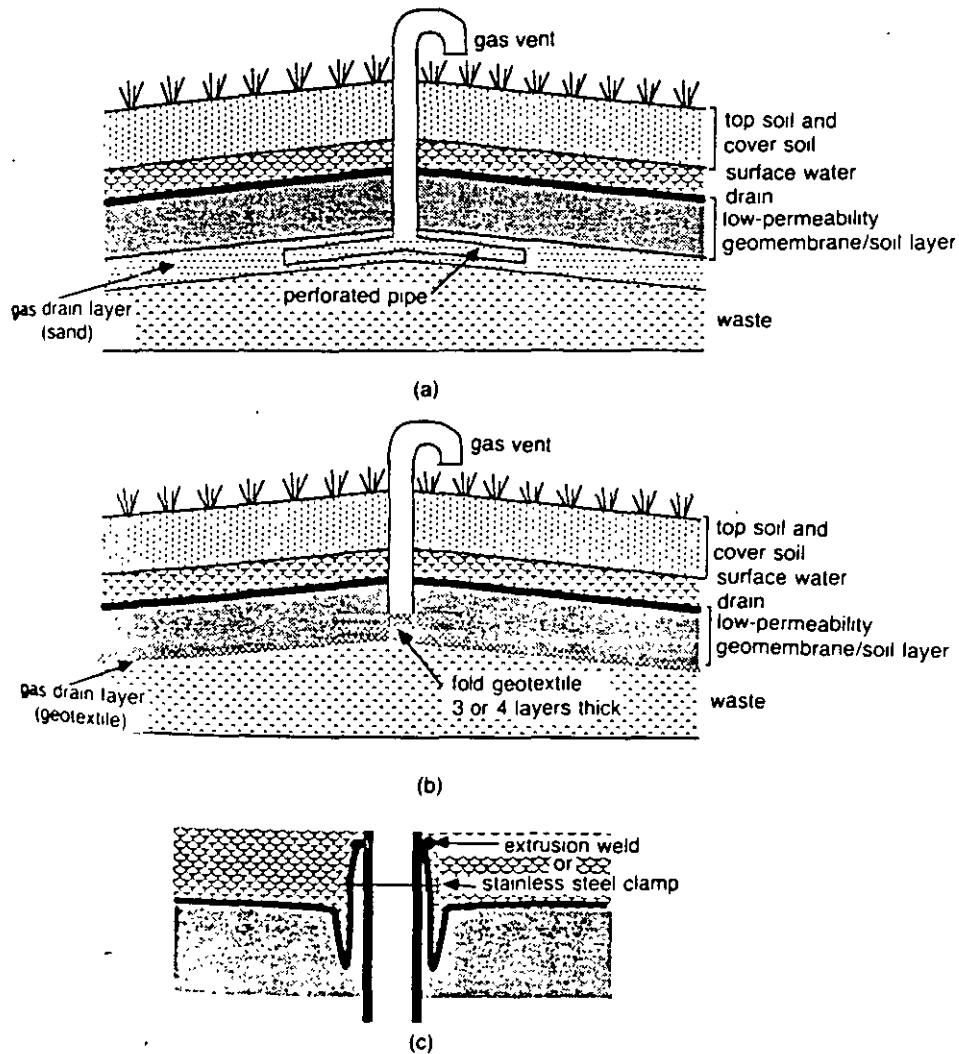 gas vent
top soil and
cover soil
surface water
drain
low-permeability
geomembrane/soil layer
gas drain layer
(sand)
perforated pipe
waste
(a)
gas vent
top soil and
cover soil
surface water
drain
low-permeability
geomembrane/soil layer
gas drain layer
(geotextile)
fold geotextile
3 or 4 layers thick
waste
(b)
extrusion weld
or
stainless steel clamp
(c)